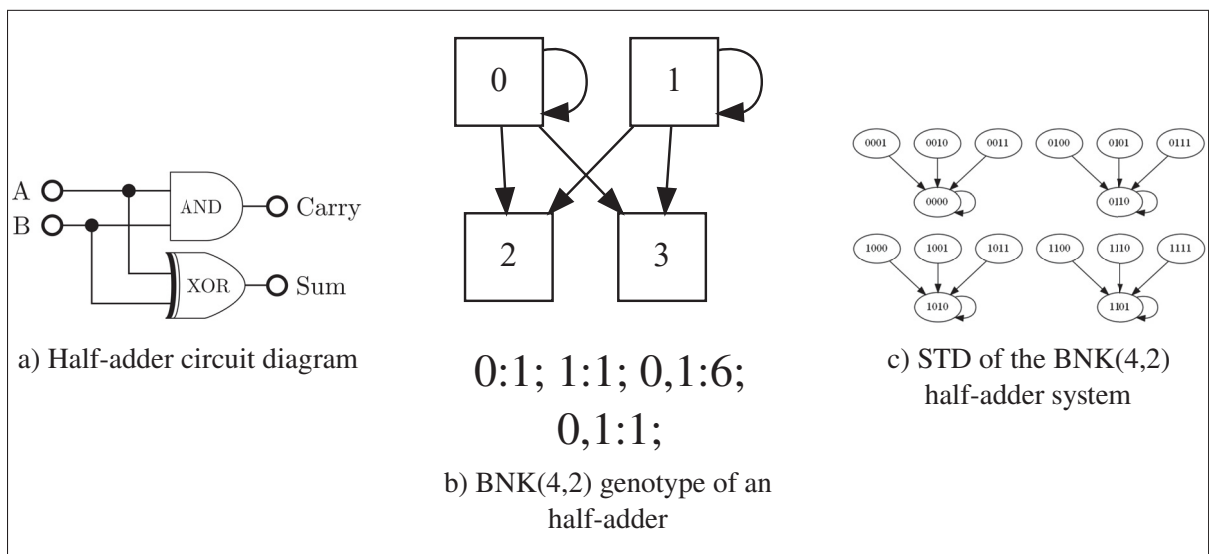 A
B
AND
Carry
XOR
Sum
a) Half-adder circuit diagram
0
1
2
3
0:1; 1:1; 0,1:6;
0,1:1;
b) BNK(4,2) genotype of an
half-adder
0001 0010 0011 0100 0101 0111
0000 0110
1000 1001 1011 1100 1110 1111
1010 1101
c) STD of the BNK(4,2)
half-adder system